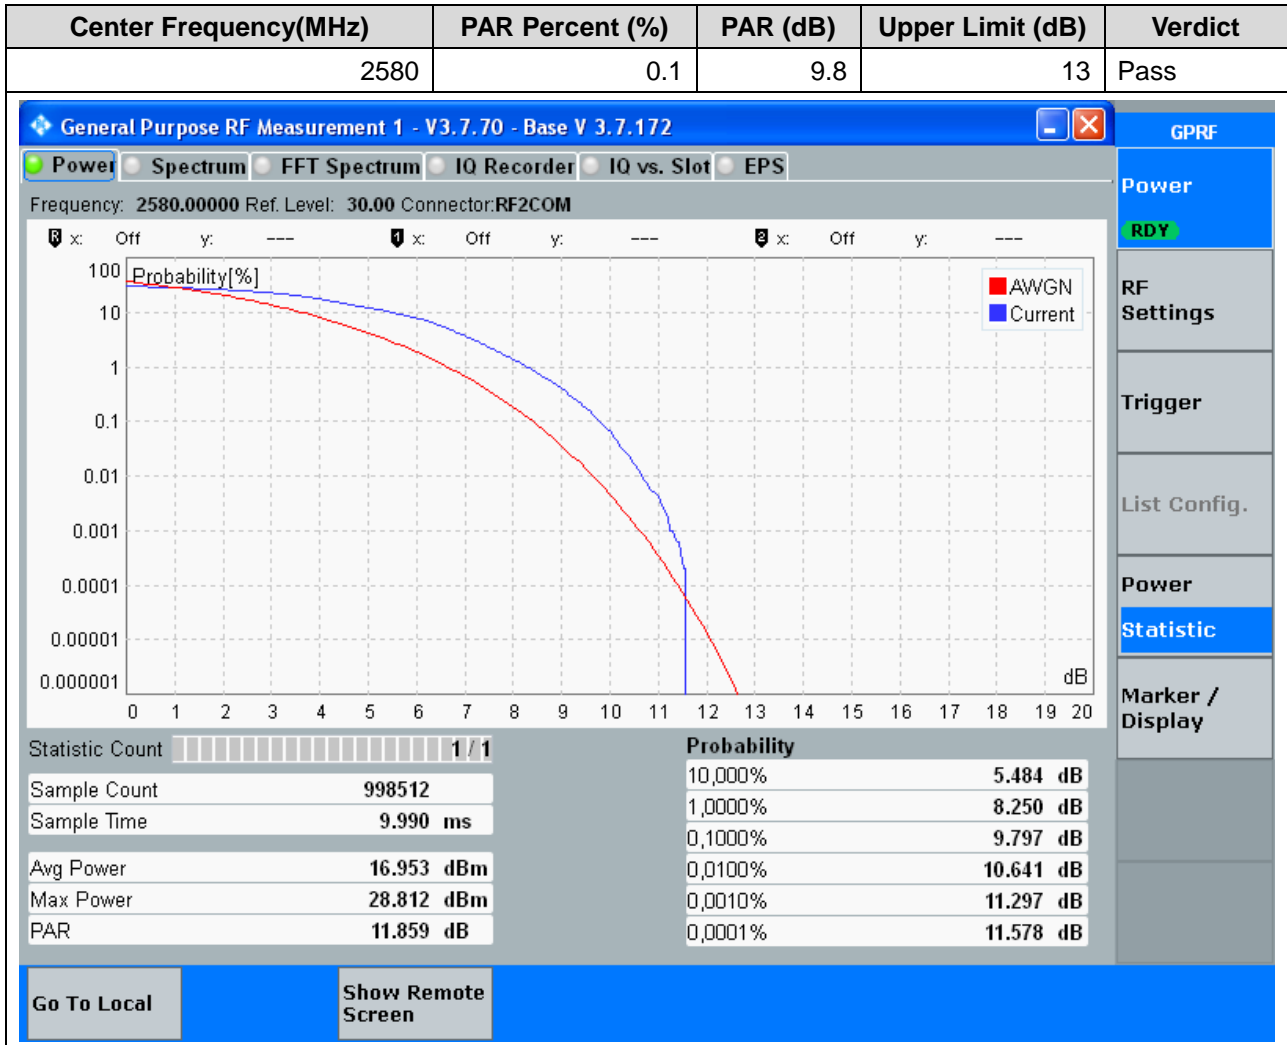 Center Frequency(MHz) PAR Percent (%) PAR (dB) Upper Limit (dB) Verdict
2580 0.1 9.8 13 Pass
General Purpose RF Measurement 1 - V3.7.70 - Base V 3.7.172
GPRF
Power Spectrum FFT Spectrum IQ Recorder IQ vs. Slot EPS
Power
RDY
Frequency: 2580.00000 Ref. Level: 30.00 Connector:RF2COM
R x: Off y: --- 1 x: Off y: --- 2 x: Off y: ---
Probability[%]
AWGN
Current
100
10
1
0.1
0.01
0.001
0.0001
0.00001
0.000001
dB
0 1 2 3 4 5 6 7 8 9 10 11 12 13 14 15 16 17 18 19 20
RF
Settings
Trigger
List Config.
Power
Statistic
Marker /
Display
Statistic Count 1 / 1
Sample Count 998512
Sample Time 9.990 ms
Avg Power 16.953 dBm
Max Power 28.812 dBm
PAR 11.859 dB
Probability
10,000% 5.484 dB
1,0000% 8.250 dB
0,1000% 9.797 dB
0,0100% 10.641 dB
0,0010% 11.297 dB
0,0001% 11.578 dB
Go To Local
Show Remote
Screen